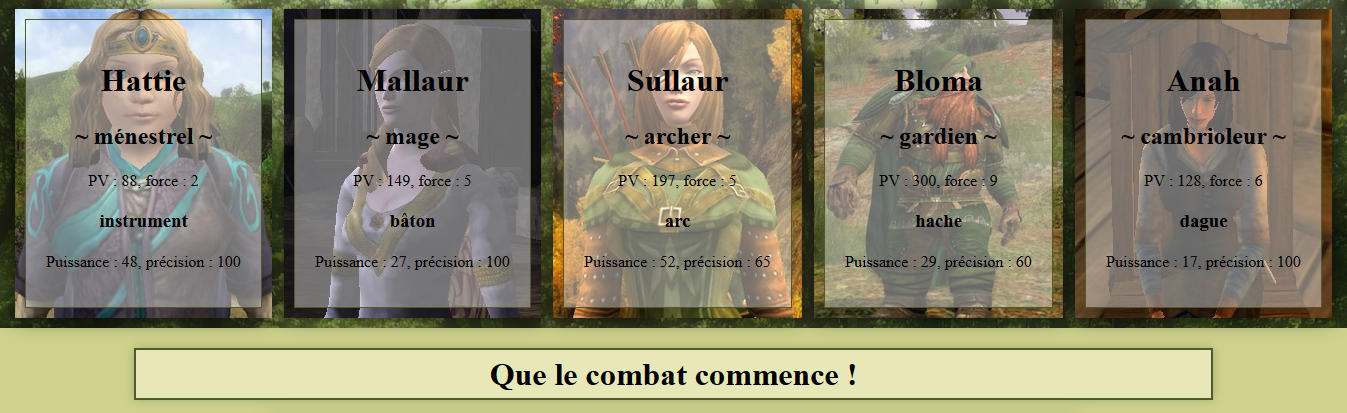 Hattie
~ ménestrel ~
PV : 88, force : 2
instrument
Puissance : 48, précision : 100
Mallaur
~ mage ~
PV : 149, force : 5
bâton
Puissance : 27, précision : 100
Sullaur
~ archer ~
PV : 197, force : 5
arc
Puissance : 52, précision : 65
Bloma
~ gardien ~
PV : 300, force : 9
hache
Puissance : 29, précision : 60
Anah
~ cambrioleur ~
PV : 128, force : 6
dague
Puissance : 17, précision : 100
Que le combat commence !